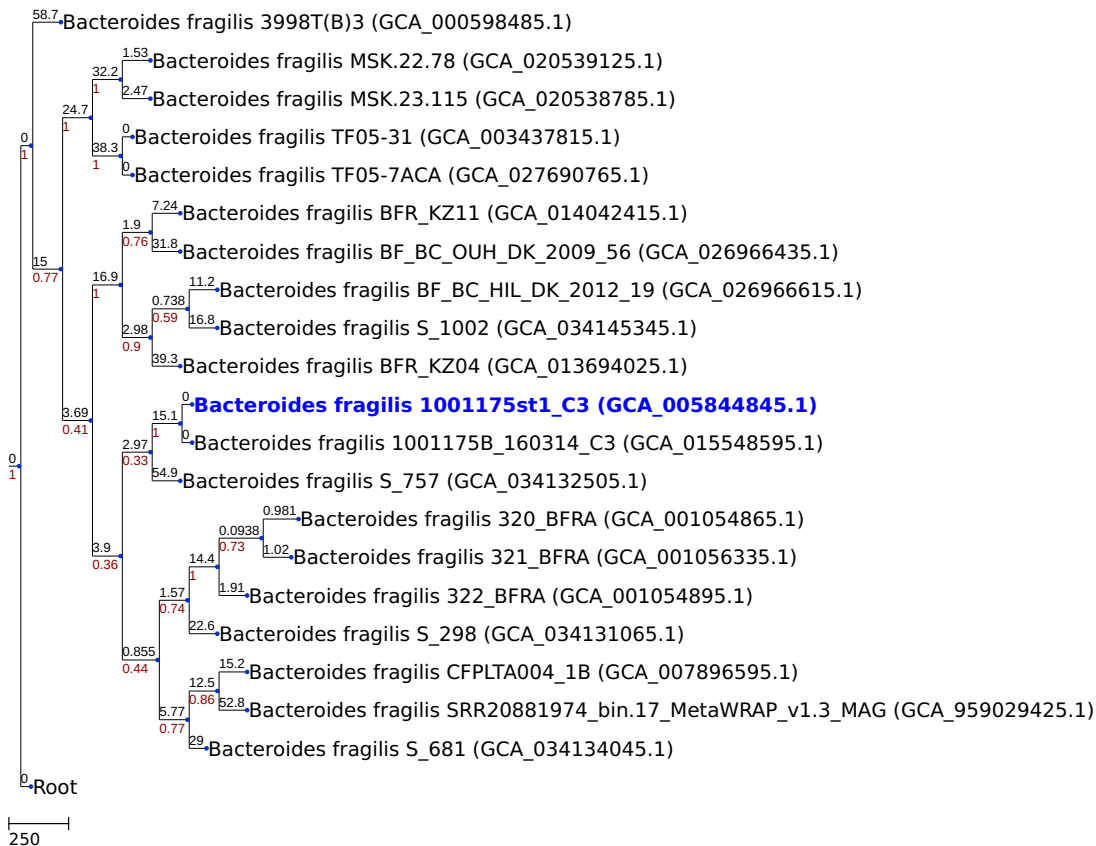 58.7 Bacteroides fragilis 3998T(B)3 (GCA_000598485.1)
1.53 Bacteroides fragilis MSK.22.78 (GCA_020539125.1)
32.2
1
2.47 Bacteroides fragilis MSK.23.115 (GCA_020538785.1)
24.7
1
0 Bacteroides fragilis TF05-31 (GCA_003437815.1)
0
1
38.3
1
0 Bacteroides fragilis TF05-7ACA (GCA_027690765.1)
7.24 Bacteroides fragilis BFR_KZ11 (GCA_014042415.1)
1.9
0.76
31.8 Bacteroides fragilis BF_BC_OUH_DK_2009_56 (GCA_026966435.1)
15
0.77
16.9
1
11.2 Bacteroides fragilis BF_BC_HIL_DK_2012_19 (GCA_026966615.1)
0.738
0.59
16.8 Bacteroides fragilis S_1002 (GCA_034145345.1)
2.98
0.9
39.3 Bacteroides fragilis BFR_KZ04 (GCA_013694025.1)
0 Bacteroides fragilis 1001175st1_C3 (GCA_005844845.1)
3.69
0.41
15.1
1
0 Bacteroides fragilis 1001175B_160314_C3 (GCA_015548595.1)
2.97
0.33
0
1
54.9 Bacteroides fragilis S_757 (GCA_034132505.1)
0.981 Bacteroides fragilis 320_BFRA (GCA_001054865.1)
0.0938
0.73
1.02 Bacteroides fragilis 321_BFRA (GCA_001056335.1)
3.9
0.36
14.4
1
1.91 Bacteroides fragilis 322_BFRA (GCA_001054895.1)
1.57
0.74
22.6 Bacteroides fragilis S_298 (GCA_034131065.1)
0.855
0.44
15.2 Bacteroides fragilis CFPLTA004_1B (GCA_007896595.1)
12.5
0.86
52.8 Bacteroides fragilis SRR20881974_bin.17_MetaWRAP_v1.3_MAG (GCA_959029425.1)
5.77
0.77
29 Bacteroides fragilis S_681 (GCA_034134045.1)
0 Root
250